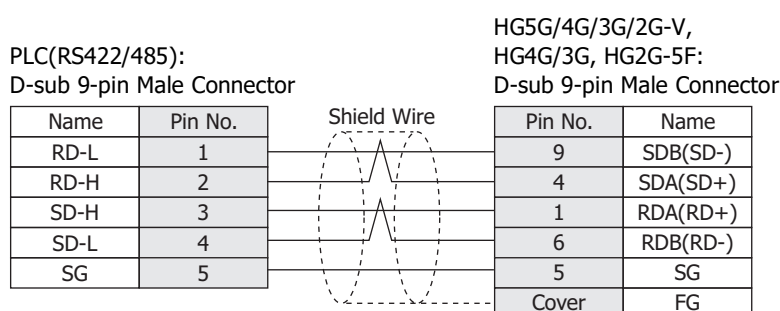 HG5G/4G/3G/2G-V,
PLC(RS422/485): HG4G/3G, HG2G-5F:
D-sub 9-pin Male Connector D-sub 9-pin Male Connector
Name Pin No. Shield Wire Pin No. Name
RD-L 1 9 SDB(SD-)
RD-H 2 4 SDA(SD+)
SD-H 3 1 RDA(RD+)
SD-L 4 6 RDB(RD-)
SG 5 5 SG
Cover FG